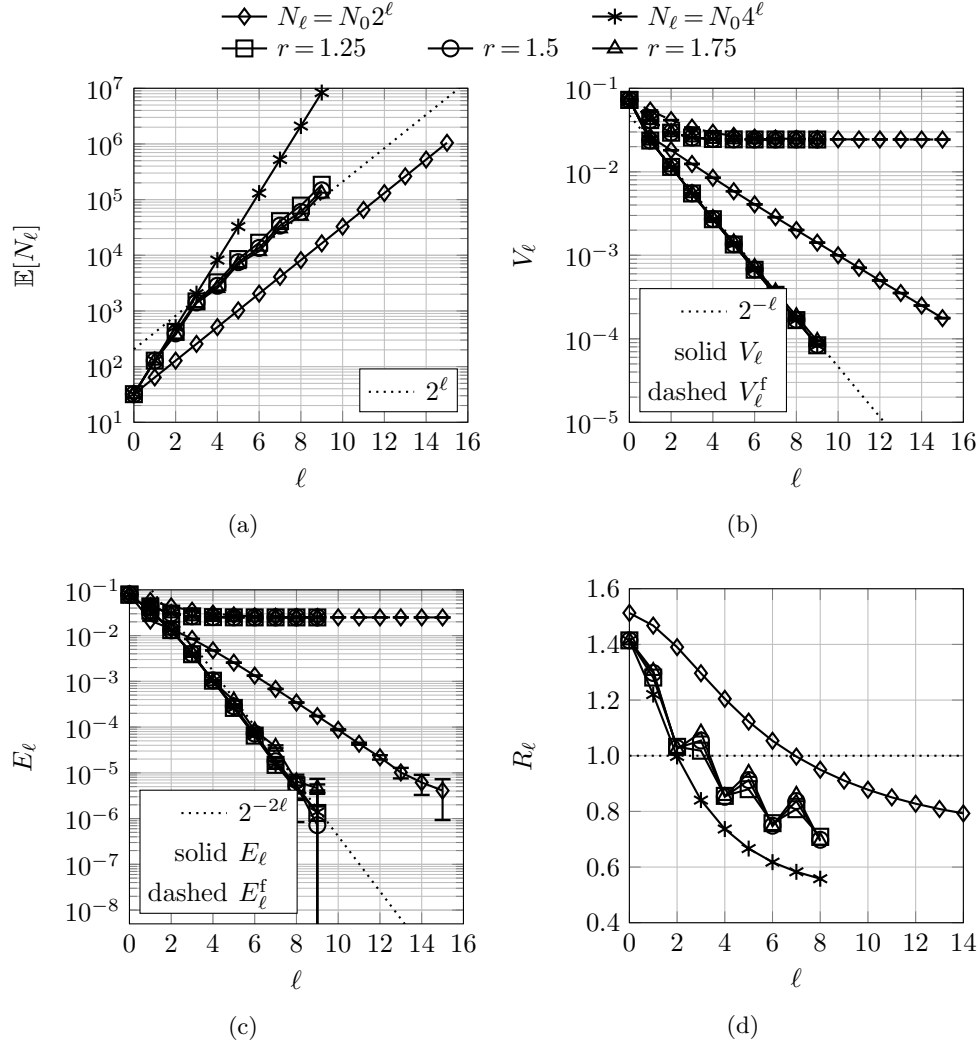 N_ℓ = N_0 2^ℓ N_ℓ = N_0 4^ℓ
r = 1.25 r = 1.5 r = 1.75
10^7
10^6
10^5
10^4
10^3
10^2
10^1
𝔼[N_ℓ]
2^ℓ
0 2 4 6 8 10 12 14 16
ℓ
(a)
10^−1
10^−2
10^−3
10^−4
10^−5
V_ℓ
2^−ℓ
solid V_ℓ
dashed V_ℓ^f
0 2 4 6 8 10 12 14 16
ℓ
(b)
10^−1
10^−2
10^−3
10^−4
10^−5
10^−6
10^−7
10^−8
E_ℓ
2^−2ℓ
solid E_ℓ
dashed E_ℓ^f
0 2 4 6 8 10 12 14 16
ℓ
(c)
1.6
1.4
1.2
1.0
0.8
0.6
0.4
R_ℓ
0 2 4 6 8 10 12 14
ℓ
(d)